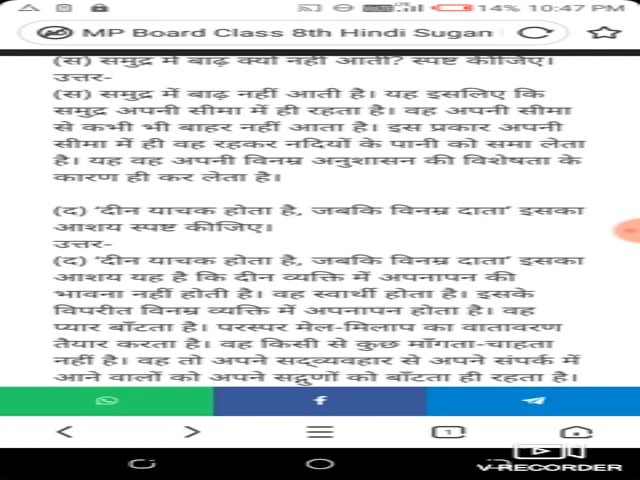 14% 10:47 PM
MP Board Class 8th Hindi Sugan
(स) समुद्र में बाढ़ क्यों नहीं आती? स्पष्ट कीजिए।
उत्तर-
(स) समुद्र में बाढ़ नहीं आती है। यह इसलिए कि
समुद्र अपनी सीमा में ही रहता है। वह अपनी सीमा
से कभी भी बाहर नहीं आता है। इस प्रकार अपनी
सीमा में ही वह रहकर नदियों के पानी को समा लेता
है। यह वह अपनी विनम्र अनुशासन की विशेषता के
कारण ही कर लेता है।
(द) 'दीन याचक होता है, जबकि विनम्र दाता' इसका
आशय स्पष्ट कीजिए।
उत्तर-
(द) 'दीन याचक होता है, जबकि विनम्र दाता' इसका
आशय यह है कि दीन व्यक्ति में अपनापन की
भावना नहीं होती है। वह स्वार्थी होता है। इसके
विपरीत विनम्र व्यक्ति में अपनापन होता है। वह
प्यार बाँटता है। परस्पर मेल-मिलाप का वातावरण
तैयार करता है। वह किसी से कुछ माँगता-चाहता
नहीं है। वह तो अपने सद्व्यवहार से अपने संपर्क में
आने वालों को अपने सद्गुणों को बाँटता ही रहता है।
1
V-RECORDER